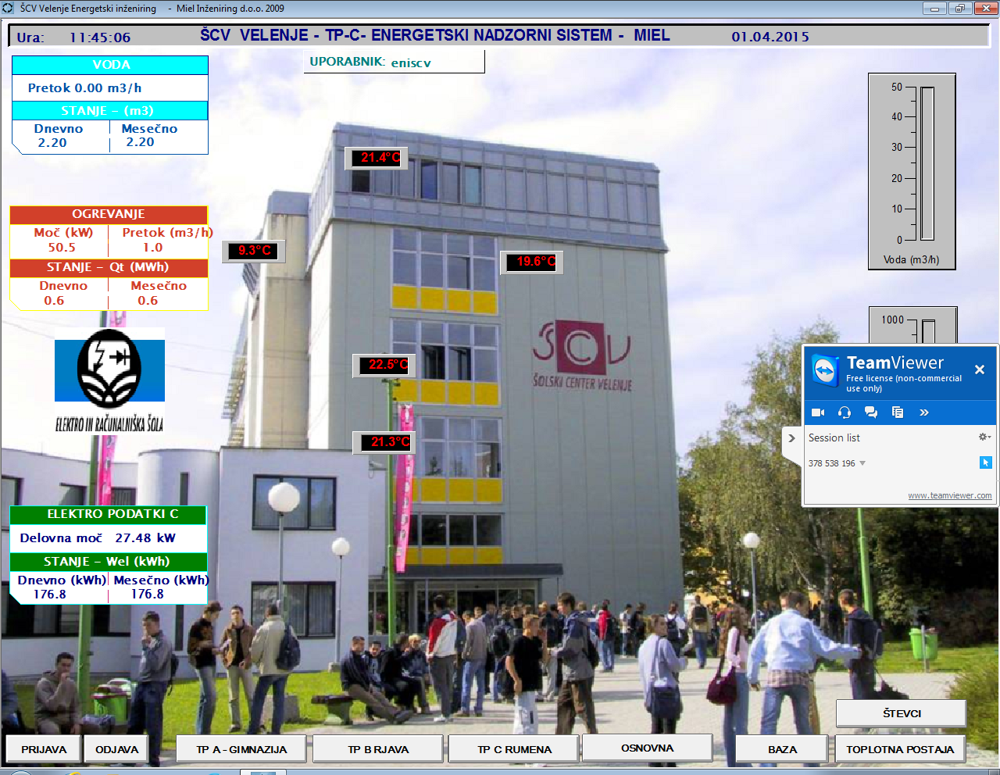 ŠCV Velenje Energetski inženiring - Miel Inženiring d.o.o. 2009
Ura: 11:45:06
ŠCV VELENJE - TP-C- ENERGETSKI NADZORNI SISTEM - MIEL
01.04.2015
UPORABNIK: eniscv
VODA
Pretok 0.00 m3/h
STANJE - (m3)
Dnevno Mesečno
2.20 2.20
OGREVANJE
Moč (kW) Pretok (m3/h)
50.5 1.0
STANJE - Qt (MWh)
Dnevno Mesečno
0.6 0.6
ELEKTRO IN RAČUNALNIŠKA ŠOLA
ELEKTRO PODATKI C
Delovna moč 27.48 kW
STANJE - Wel (kWh)
Dnevno (kWh) Mesečno (kWh)
176.8 176.8
21.4°C
9.3°C
19.6°C
22.5°C
21.3°C
ŠCV
ŠOLSKI CENTER VELENJE
50
40
30
20
10
0
Voda (m3/h)
1000
TeamViewer
Free license (non-commercial
use only)
Session list
378 538 196
www.teamviewer.com
ŠTEVCI
PRIJAVA
ODJAVA
TP A - GIMNAZIJA
TP B RJAVA
TP C RUMENA
OSNOVNA
BAZA
TOPLOTNA POSTAJA